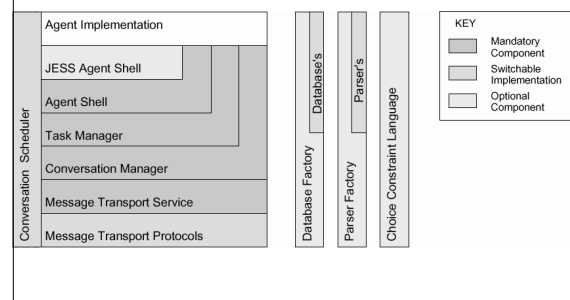 Agent Implementation
JESS Agent Shell
Agent Shell
Task Manager
Conversation Manager
Message Transport Service
Message Transport Protocols
Conversation Scheduler
Database Factory
Database's
Parser Factory
Parser's
Choice Constraint Language
KEY
Mandatory
Component
Switchable
Implementation
Optional
Component